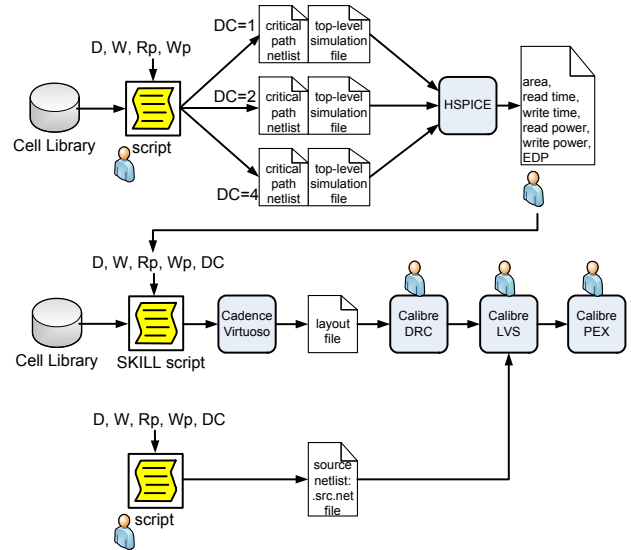 D, W, Rp, Wp
Cell Library
script
DC=1
critical
path
netlist
top-level
simulation
file
DC=2
critical
path
netlist
top-level
simulation
file
DC=4
critical
path
netlist
top-level
simulation
file
HSPICE
area,
read time,
write time,
read power,
write power,
EDP
D, W, Rp, Wp, DC
Cell Library
SKILL script
Cadence
Virtuoso
layout
file
Calibre
DRC
Calibre
LVS
Calibre
PEX
D, W, Rp, Wp, DC
script
source
netlist:
.src.net
file